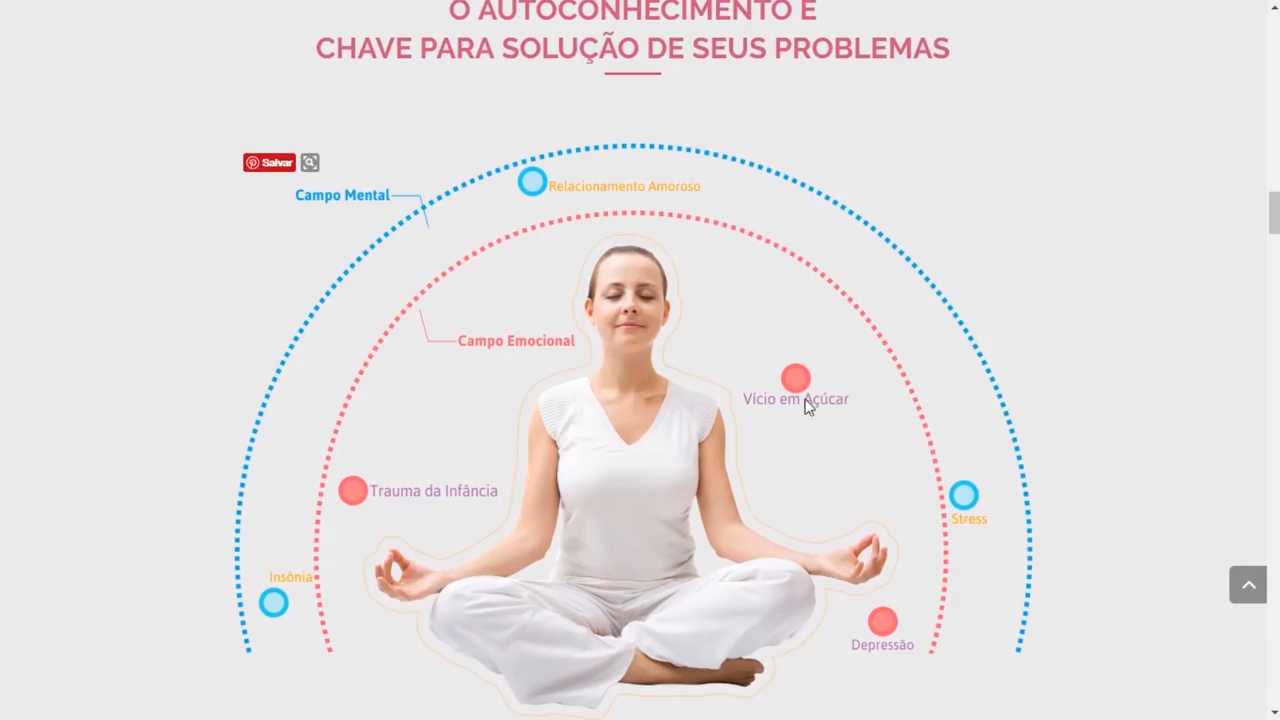 O AUTOCONHECIMENTO É
CHAVE PARA SOLUÇÃO DE SEUS PROBLEMAS
Salvar
Campo Mental
Relacionamento Amoroso
Campo Emocional
Vício em Açúcar
Trauma da Infância
Stress
Insônia
Depressão